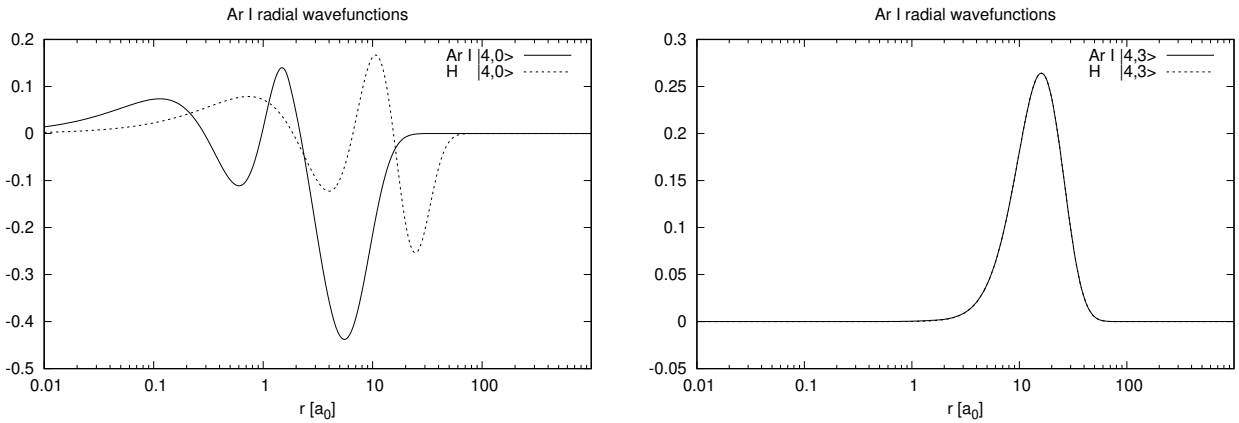 Ar I radial wavefunctions
0.2
0.1
0
-0.1
-0.2
-0.3
-0.4
-0.5
0.01 0.1 1 10 100
r [a0]
Ar I |4,0>
H |4,0>
Ar I radial wavefunctions
0.3
0.25
0.2
0.15
0.1
0.05
0
-0.05
0.01 0.1 1 10 100
r [a0]
Ar I |4,3>
H |4,3>